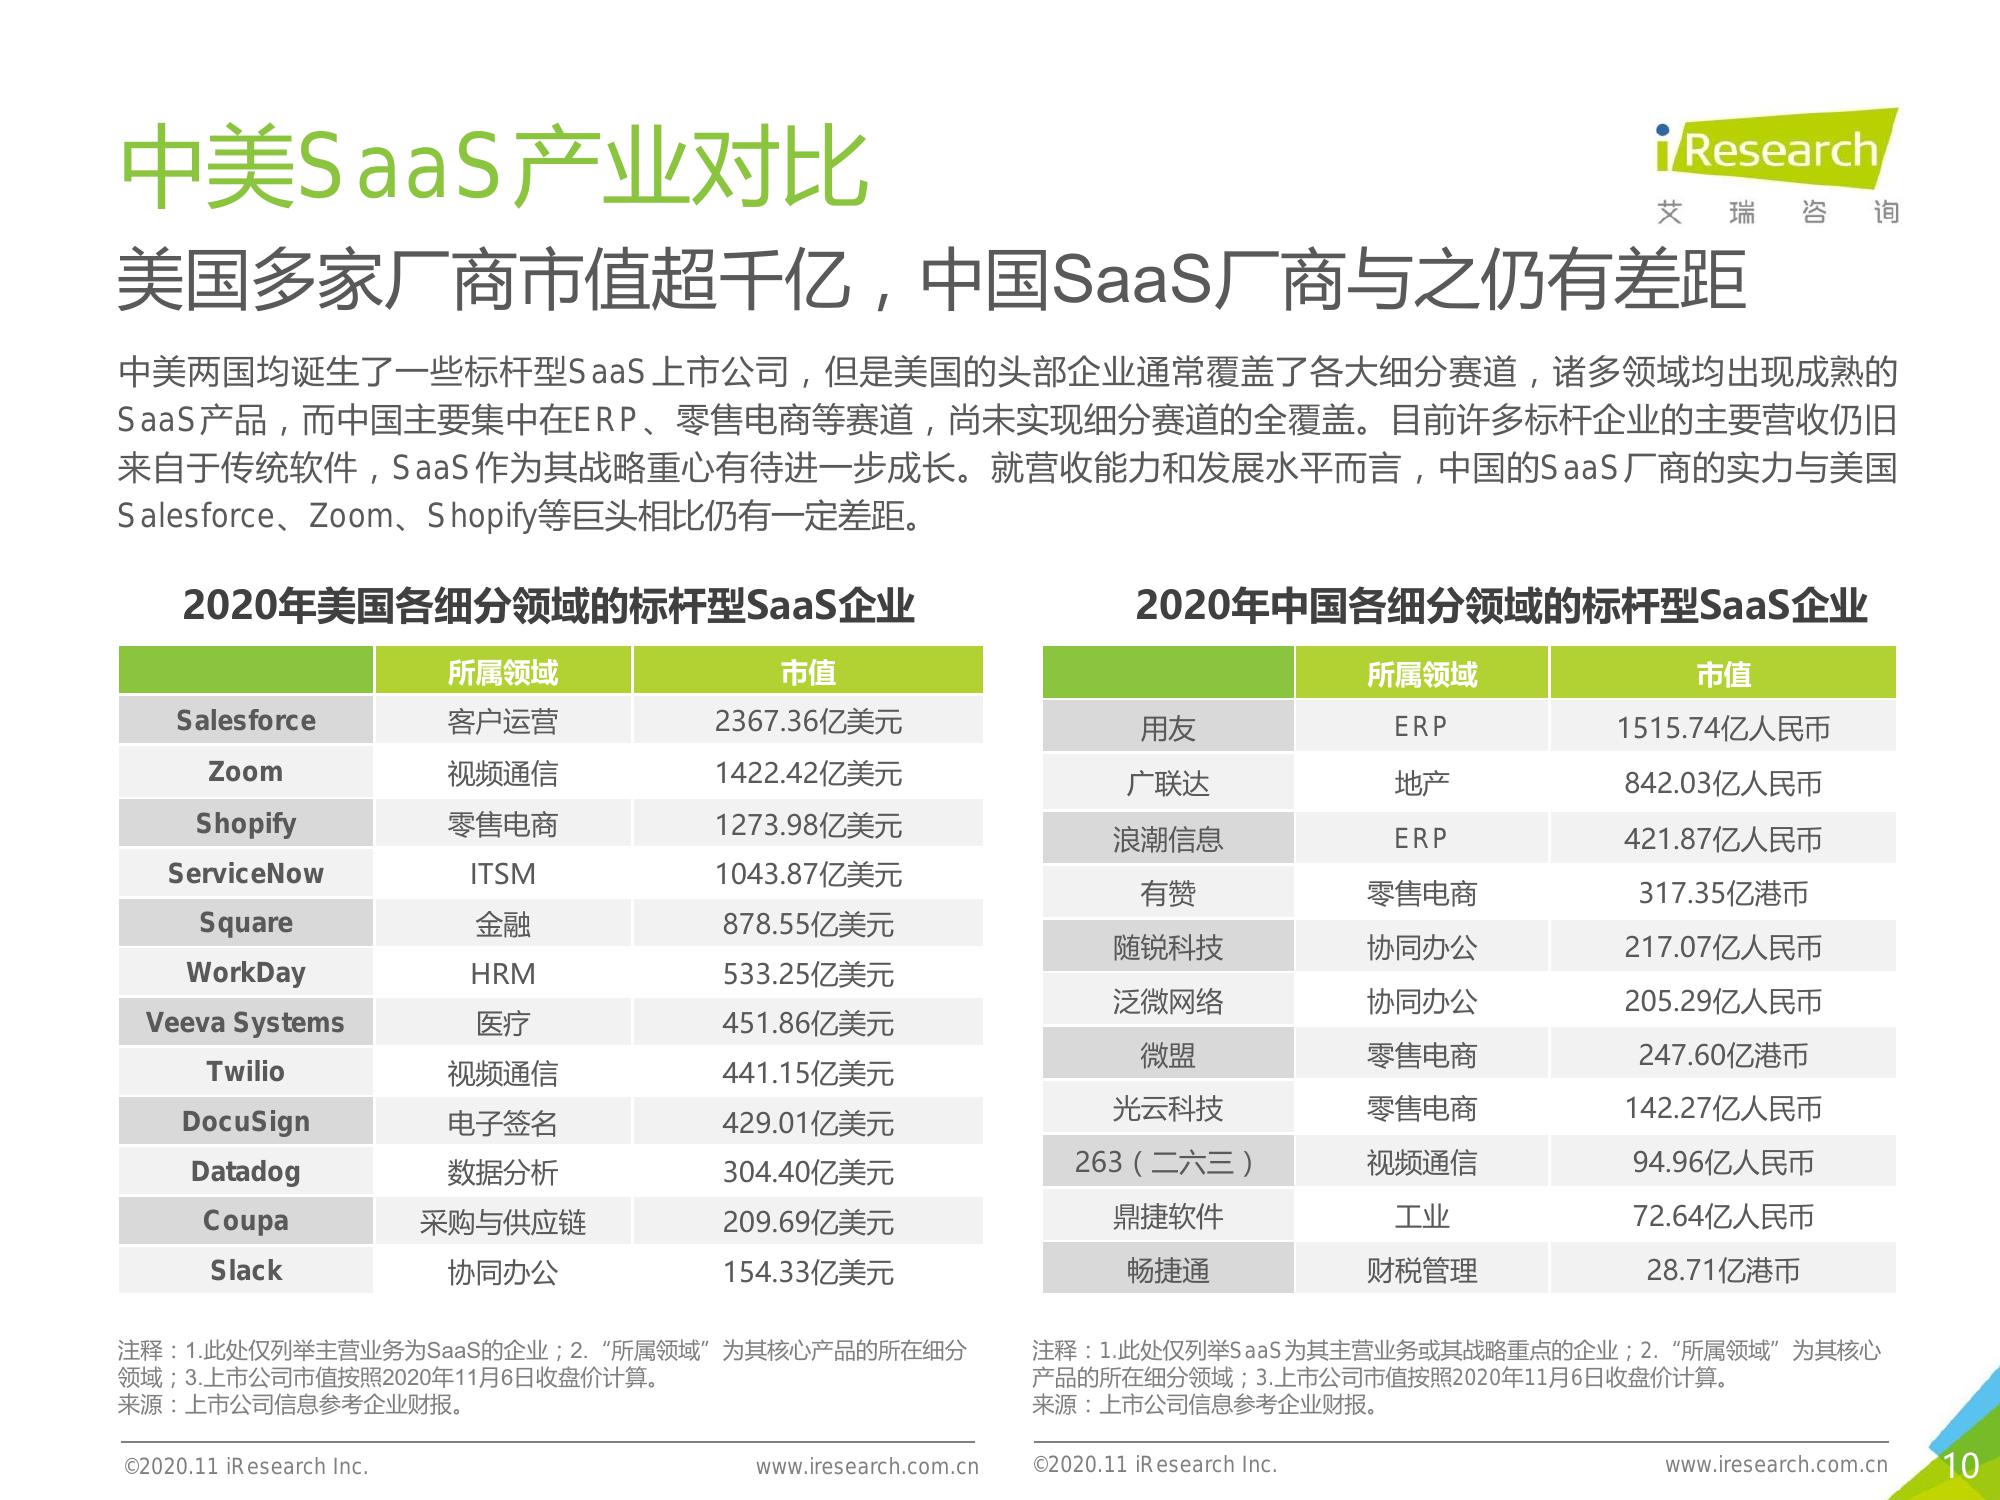 中美SaaS产业对比
iResearch
艾瑞咨询
美国多家厂商市值超千亿，中国SaaS厂商与之仍有差距
中美两国均诞生了一些标杆型SaaS上市公司，但是美国的头部企业通常覆盖了各大细分赛道，诸多领域均出现成熟的
SaaS产品，而中国主要集中在ERP、零售电商等赛道，尚未实现细分赛道的全覆盖。目前许多标杆企业的主要营收仍旧
来自于传统软件，SaaS作为其战略重心有待进一步成长。就营收能力和发展水平而言，中国的SaaS厂商的实力与美国
Salesforce、Zoom、Shopify等巨头相比仍有一定差距。
2020年美国各细分领域的标杆型SaaS企业
所属领域 市值
Salesforce 客户运营 2367.36亿美元
Zoom 视频通信 1422.42亿美元
Shopify 零售电商 1273.98亿美元
ServiceNow ITSM 1043.87亿美元
Square 金融 878.55亿美元
WorkDay HRM 533.25亿美元
Veeva Systems 医疗 451.86亿美元
Twilio 视频通信 441.15亿美元
DocuSign 电子签名 429.01亿美元
Datadog 数据分析 304.40亿美元
Coupa 采购与供应链 209.69亿美元
Slack 协同办公 154.33亿美元
注释：1.此处仅列举主营业务为SaaS的企业；2.“所属领域”为其核心产品的所在细分
领域；3.上市公司市值按照2020年11月6日收盘价计算。
来源：上市公司信息参考企业财报。
©2020.11 iResearch Inc. www.iresearch.com.cn
2020年中国各细分领域的标杆型SaaS企业
所属领域 市值
用友 ERP 1515.74亿人民币
广联达 地产 842.03亿人民币
浪潮信息 ERP 421.87亿人民币
有赞 零售电商 317.35亿港币
随锐科技 协同办公 217.07亿人民币
泛微网络 协同办公 205.29亿人民币
微盟 零售电商 247.60亿港币
光云科技 零售电商 142.27亿人民币
263（二六三） 视频通信 94.96亿人民币
鼎捷软件 工业 72.64亿人民币
畅捷通 财税管理 28.71亿港币
注释：1.此处仅列举SaaS为其主营业务或其战略重点的企业；2.“所属领域”为其核心
产品的所在细分领域；3.上市公司市值按照2020年11月6日收盘价计算。
来源：上市公司信息参考企业财报。
©2020.11 iResearch Inc. www.iresearch.com.cn
10